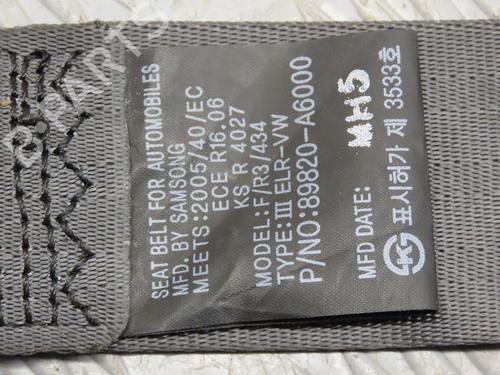 SEAT BELT FOR AUTOMOBILES
MFD. BY SAMSONG
MEETS:2005/40/EC
ECE R16.06
KS R 4027
MODEL:F/R3/434
TYPE:III ELR-VW
P/NO:89820-A6000
MFD DATE: MH5
표시허가 제 3533호